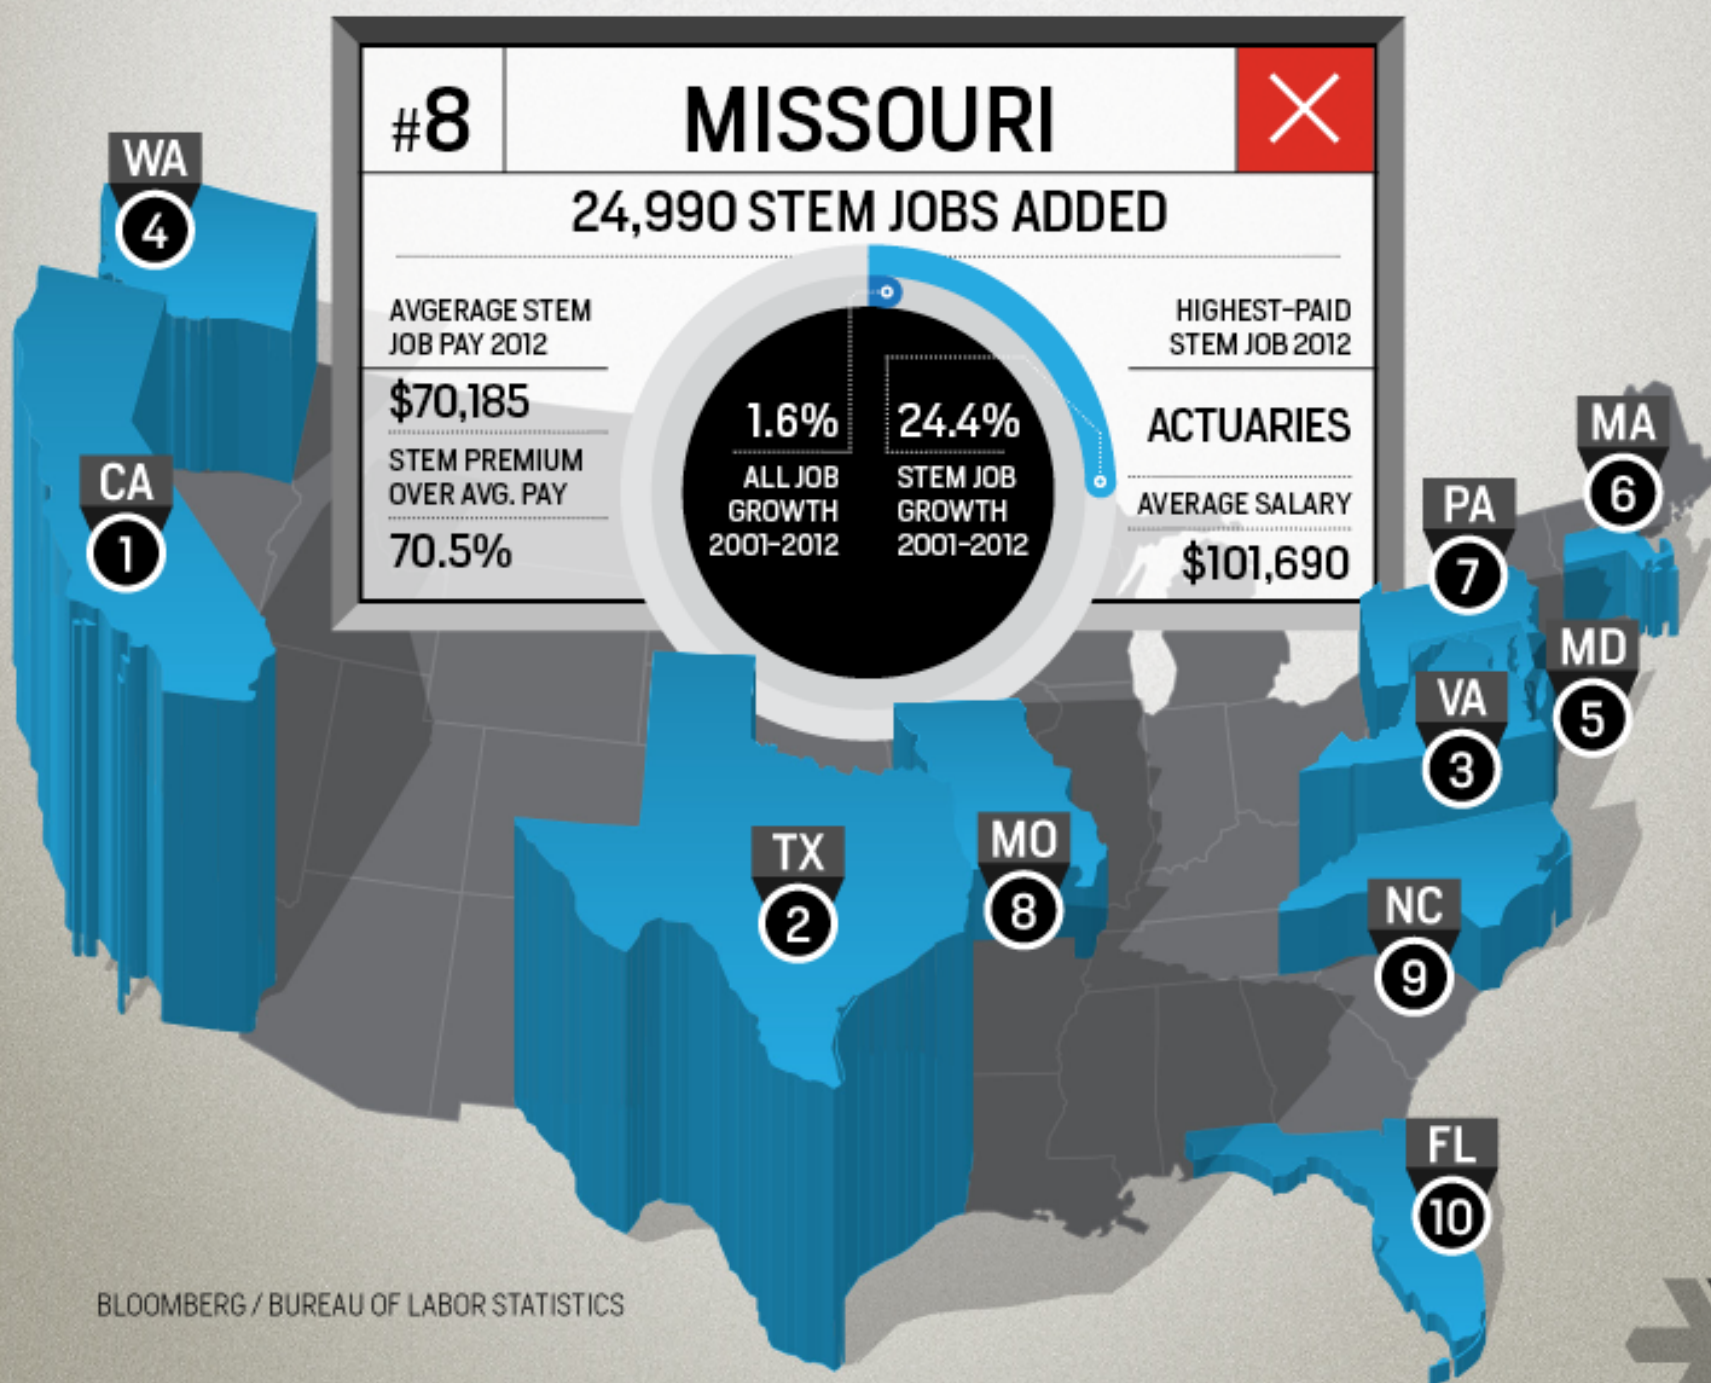 #8
MISSOURI
24,990 STEM JOBS ADDED
AVGERAGE STEM
JOB PAY 2012
$70,185
STEM PREMIUM
OVER AVG. PAY
70.5%
1.6%
ALL JOB
GROWTH
2001-2012
24.4%
STEM JOB
GROWTH
2001-2012
HIGHEST-PAID
STEM JOB 2012
ACTUARIES
AVERAGE SALARY
$101,690
WA
4
CA
1
MA
6
PA
7
MD
5
VA
3
TX
2
MO
8
NC
9
FL
10
BLOOMBERG / BUREAU OF LABOR STATISTICS